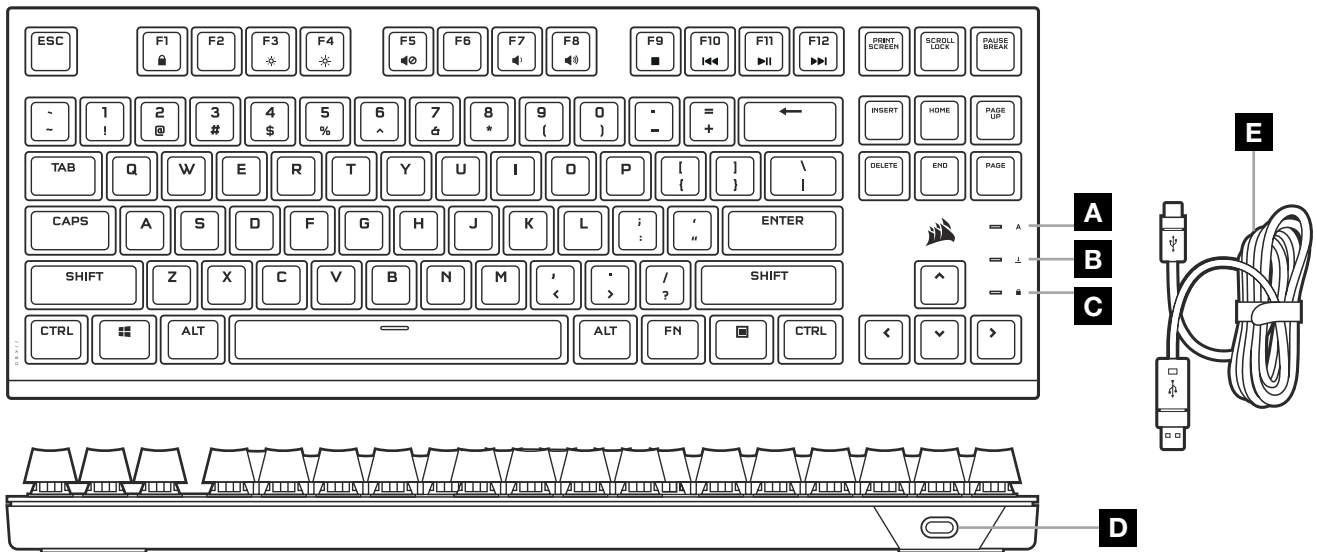 ESC F1 F2 F3 F4 F5 F6 F7 F8 F9 F10 F11 F12 PRINT SCREEN SCROLL LOCK PAUSE BREAK
` 1 2 3 4 5 6 7 8 9 0 - = INSERT HOME PAGE UP
~ ! @ # $ % ^ & * ( ) _ +
TAB Q W E R T Y U I O P [ ] \ DELETE END PAGE
{ } |
E
CAPS A S D F G H J K L ; ' ENTER A A
: "
B
SHIFT Z X C V B N M , . / SHIFT
< > ?
C
CTRL ALT ALT FN CTRL
D